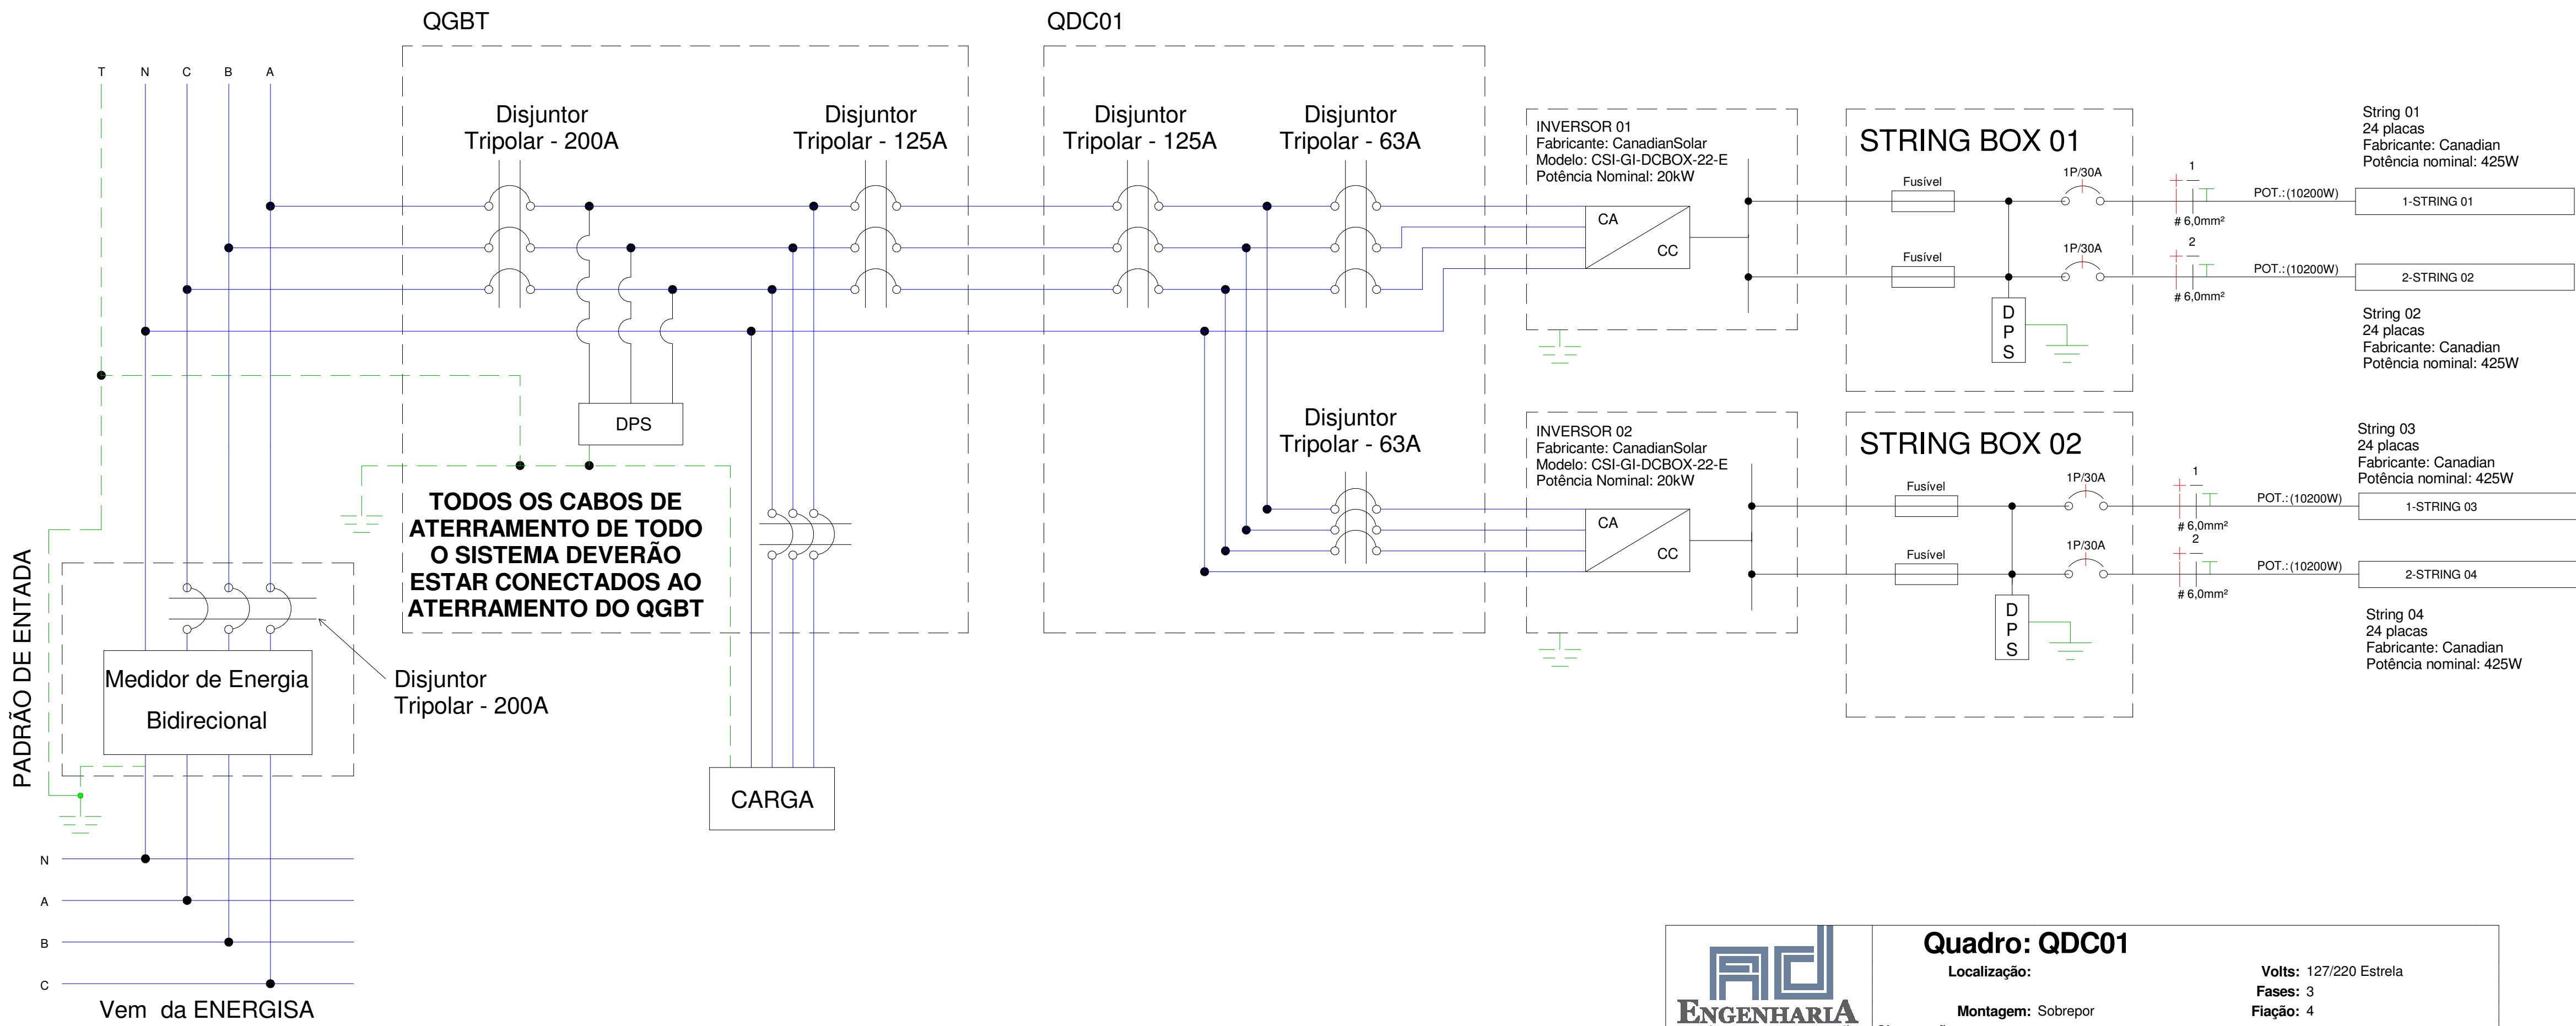 QGBT
QDC01
T N C B A
Disjuntor
Tripolar - 200A
Disjuntor
Tripolar - 125A
Disjuntor
Tripolar - 125A
Disjuntor
Tripolar - 63A
INVERSOR 01
Fabricante: CanadianSolar
Modelo: CSI-GI-DCBOX-22-E
Potência Nominal: 20kW
CA
CC
STRING BOX 01
Fusível
1P/30A
Fusível
1P/30A
D
P
S
+ 1 −
# 6,0mm²
POT.:(10200W)
1-STRING 01
+ 2 −
# 6,0mm²
POT.:(10200W)
2-STRING 02
String 01
24 placas
Fabricante: Canadian
Potência nominal: 425W
String 02
24 placas
Fabricante: Canadian
Potência nominal: 425W
DPS
TODOS OS CABOS DE
ATERRAMENTO DE TODO
O SISTEMA DEVERÃO
ESTAR CONECTADOS AO
ATERRAMENTO DO QGBT
Disjuntor
Tripolar - 63A
INVERSOR 02
Fabricante: CanadianSolar
Modelo: CSI-GI-DCBOX-22-E
Potência Nominal: 20kW
CA
CC
STRING BOX 02
Fusível
1P/30A
Fusível
1P/30A
D
P
S
+ 1 −
# 6,0mm²
POT.:(10200W)
1-STRING 03
+ 2 −
# 6,0mm²
POT.:(10200W)
2-STRING 04
String 03
24 placas
Fabricante: Canadian
Potência nominal: 425W
String 04
24 placas
Fabricante: Canadian
Potência nominal: 425W
PADRÃO DE ENTADA
Medidor de Energia
Bidirecional
Disjuntor
Tripolar - 200A
CARGA
N
A
B
C
Vem da ENERGISA
AD
ENGENHARIA
Quadro: QDC01
Localização:
Volts: 127/220 Estrela
Fases: 3
Montagem: Sobrepor
Fiação: 4